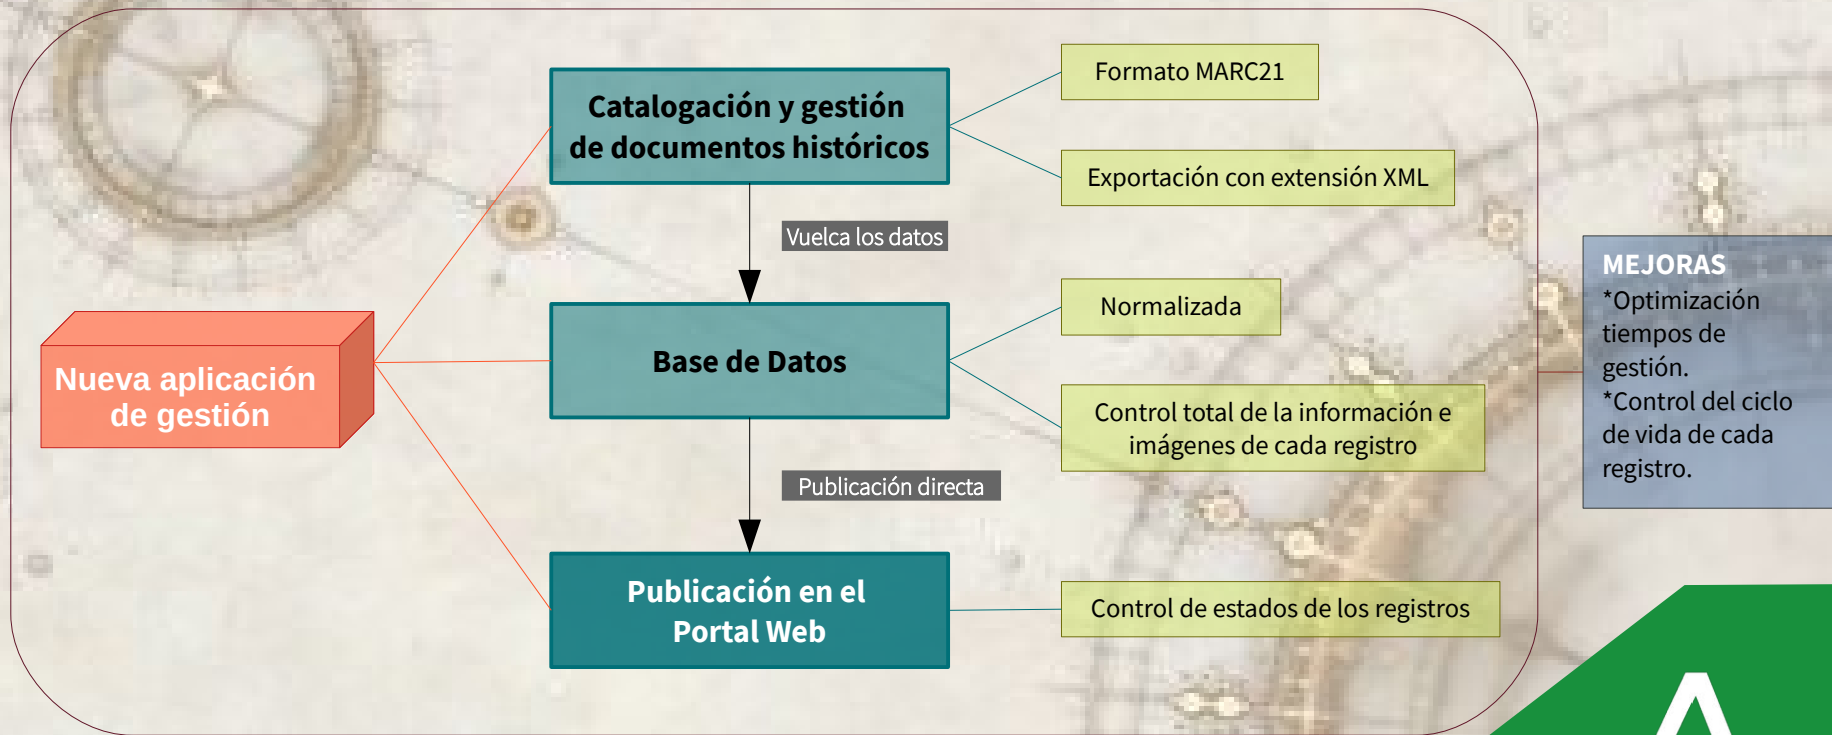 Catalogación y gestión
de documentos históricos
Formato MARC21
Exportación con extensión XML
Vuelca los datos
Nueva aplicación
de gestión
Base de Datos
Normalizada
Control total de la información e
imágenes de cada registro
Publicación directa
Publicación en el
Portal Web
Control de estados de los registros
MEJORAS
*Optimización
tiempos de
gestión.
*Control del ciclo
de vida de cada
registro.